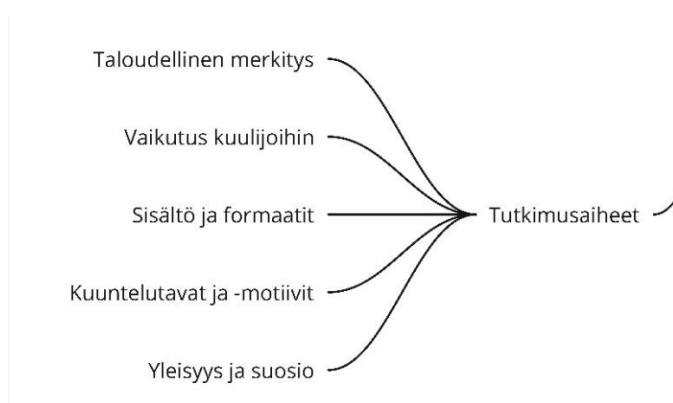 Taloudellinen merkitys
Vaikutus kuulijoihin
Sisältö ja formaatit
Tutkimusaiheet
Kuuntelutavat ja -motiivit
Yleisyys ja suosio